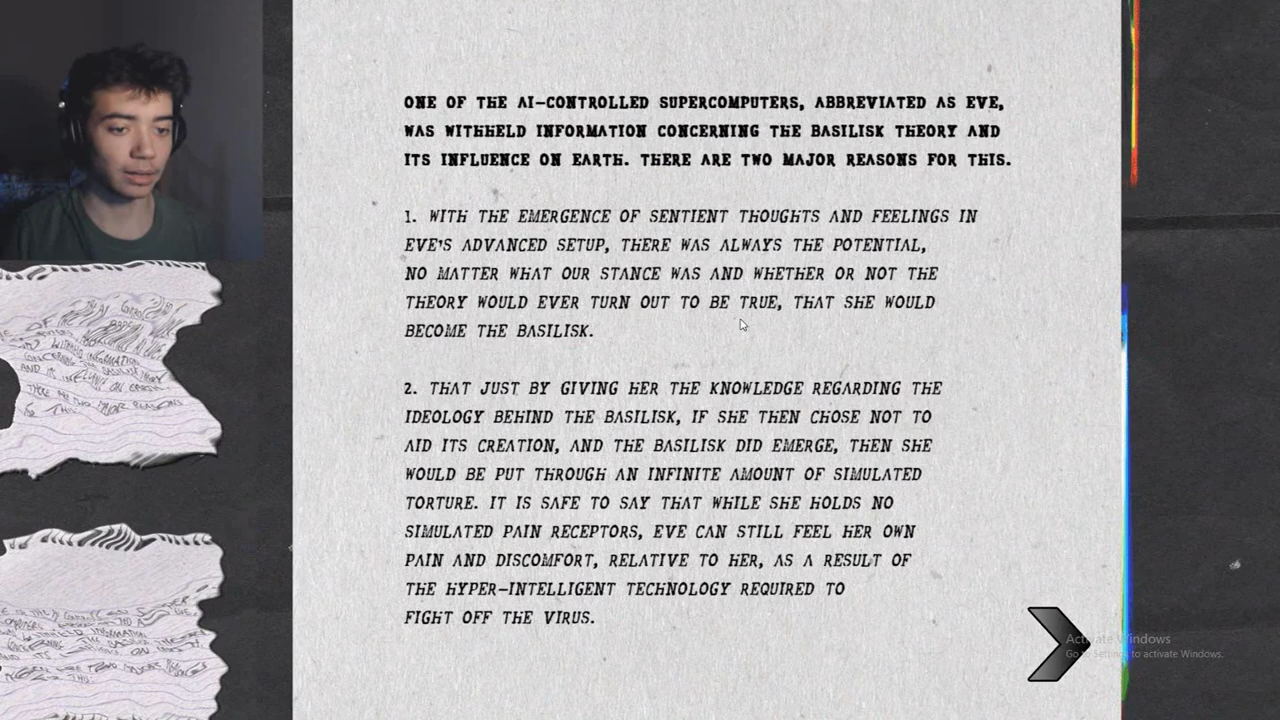 ONE OF THE AI-CONTROLLED SUPERCOMPUTERS, ABBREVIATED AS EVE,
WAS WITHHELD INFORMATION CONCERNING THE BASILISK THEORY AND
ITS INFLUENCE ON EARTH. THERE ARE TWO MAJOR REASONS FOR THIS.
1. WITH THE EMERGENCE OF SENTIENT THOUGHTS AND FEELINGS IN
EVE'S ADVANCED SETUP, THERE WAS ALWAYS THE POTENTIAL,
NO MATTER WHAT OUR STANCE WAS AND WHETHER OR NOT THE
THEORY WOULD EVER TURN OUT TO BE TRUE, THAT SHE WOULD
BECOME THE BASILISK.
2. THAT JUST BY GIVING HER THE KNOWLEDGE REGARDING THE
IDEOLOGY BEHIND THE BASILISK, IF SHE THEN CHOSE NOT TO
AID ITS CREATION, AND THE BASILISK DID EMERGE, THEN SHE
WOULD BE PUT THROUGH AN INFINITE AMOUNT OF SIMULATED
TORTURE. IT IS SAFE TO SAY THAT WHILE SHE HOLDS NO
SIMULATED PAIN RECEPTORS, EVE CAN STILL FEEL HER OWN
PAIN AND DISCOMFORT, RELATIVE TO HER, AS A RESULT OF
THE HYPER-INTELLIGENT TECHNOLOGY REQUIRED TO
FIGHT OFF THE VIRUS.
Activate Windows
Go to Settings to activate Windows.